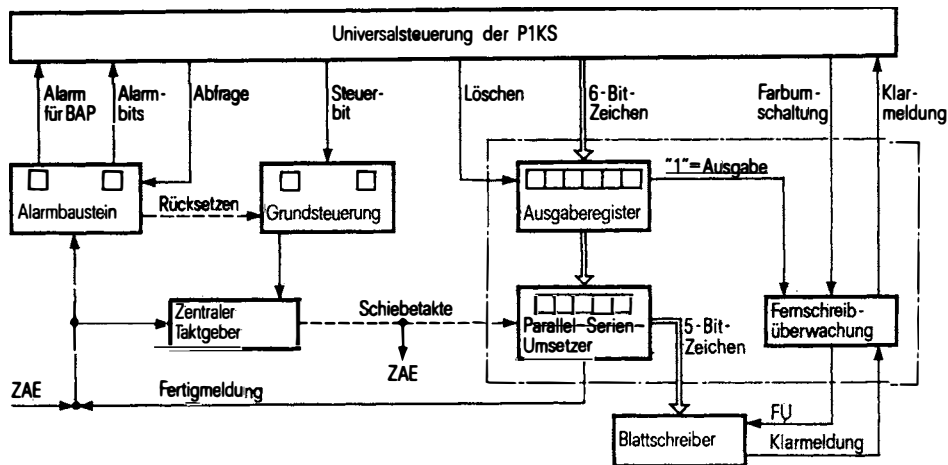 Universalsteuerung der P1KS
Alarm
für BAP
Alarm-
bits
Abfrage
Steuer-
bit
Löschen
6-Bit-
Zeichen
Farbum-
schaltung
Klar-
meldung
Alarmbaustein
Rücksetzen
Grundsteuerung
Ausgaberegister
"1"=Ausgabe
Zentraler
Taktgeber
Schiebetakte
ZAE
Parallel-Serien-
Umsetzer
5-Bit-
Zeichen
Fernschreib-
überwachung
ZAE
Fertigmeldung
Blattschreiber
FU
Klarmeldung